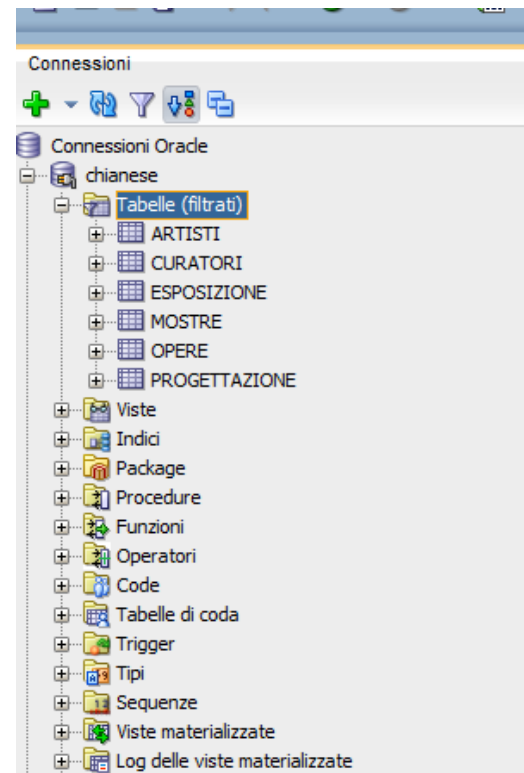 Connessioni
Connessioni Oracle
chianese
Tabelle (filtrati)
ARTISTI
CURATORI
ESPOSIZIONE
MOSTRE
OPERE
PROGETTAZIONE
Viste
Indici
Package
Procedure
Funzioni
Operatori
Code
Tabelle di coda
Trigger
Tipi
Sequenze
Viste materializzate
Log delle viste materializzate